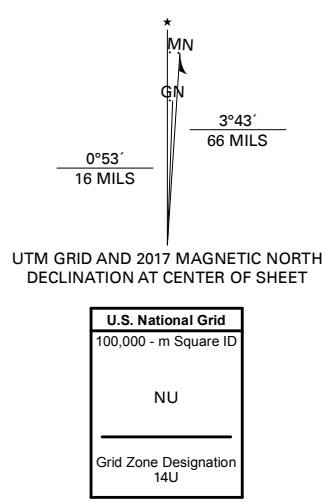 ★
MN
GN
3°43´
66 MILS
0°53´
16 MILS
UTM GRID AND 2017 MAGNETIC NORTH
DECLINATION AT CENTER OF SHEET
U.S. National Grid
100,000 - m Square ID
NU
Grid Zone Designation
14U